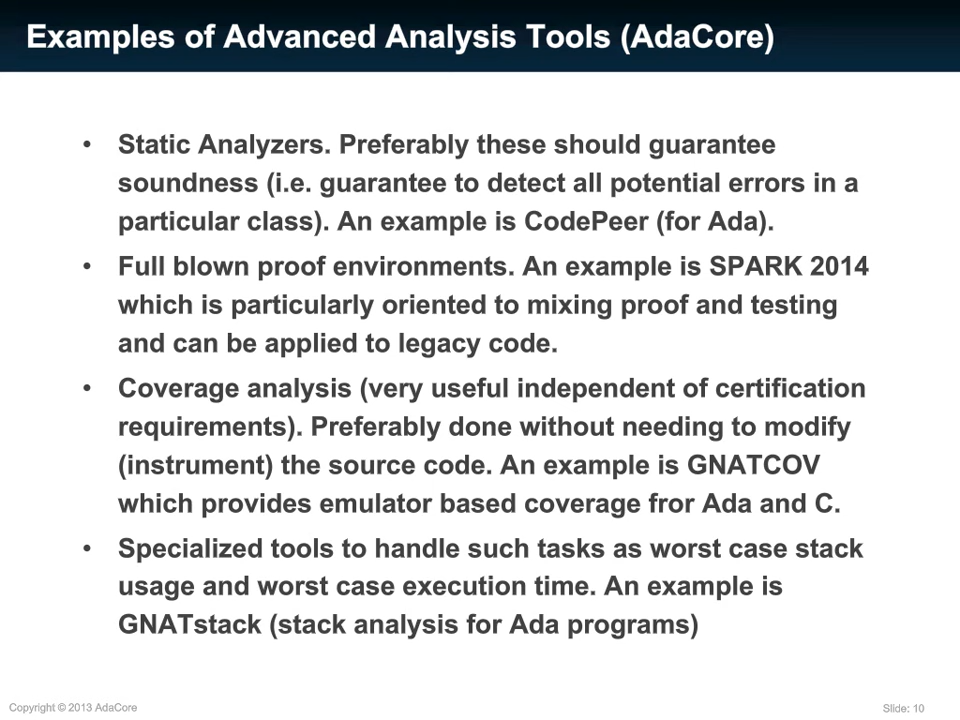 Examples of Advanced Analysis Tools (AdaCore)
• Static Analyzers. Preferably these should guarantee
soundness (i.e. guarantee to detect all potential errors in a
particular class). An example is CodePeer (for Ada).
• Full blown proof environments. An example is SPARK 2014
which is particularly oriented to mixing proof and testing
and can be applied to legacy code.
• Coverage analysis (very useful independent of certification
requirements). Preferably done without needing to modify
(instrument) the source code. An example is GNATCOV
which provides emulator based coverage fror Ada and C.
• Specialized tools to handle such tasks as worst case stack
usage and worst case execution time. An example is
GNATstack (stack analysis for Ada programs)
Copyright © 2013 AdaCore
Slide: 10